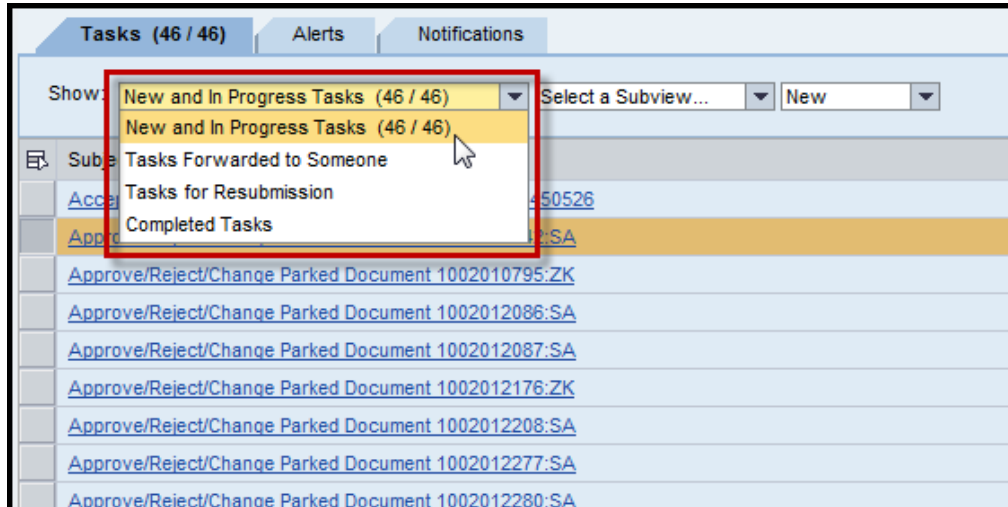 Tasks (46 / 46) Alerts Notifications
Show: New and In Progress Tasks (46 / 46) Select a Subview... New
New and In Progress Tasks (46 / 46)
Tasks Forwarded to Someone
Tasks for Resubmission
450526
Completed Tasks
:SA
Approve/Reject/Change Parked Document 1002010795:ZK
Approve/Reject/Change Parked Document 1002012086:SA
Approve/Reject/Change Parked Document 1002012087:SA
Approve/Reject/Change Parked Document 1002012176:ZK
Approve/Reject/Change Parked Document 1002012208:SA
Approve/Reject/Change Parked Document 1002012277:SA
Approve/Reject/Change Parked Document 1002012280:SA